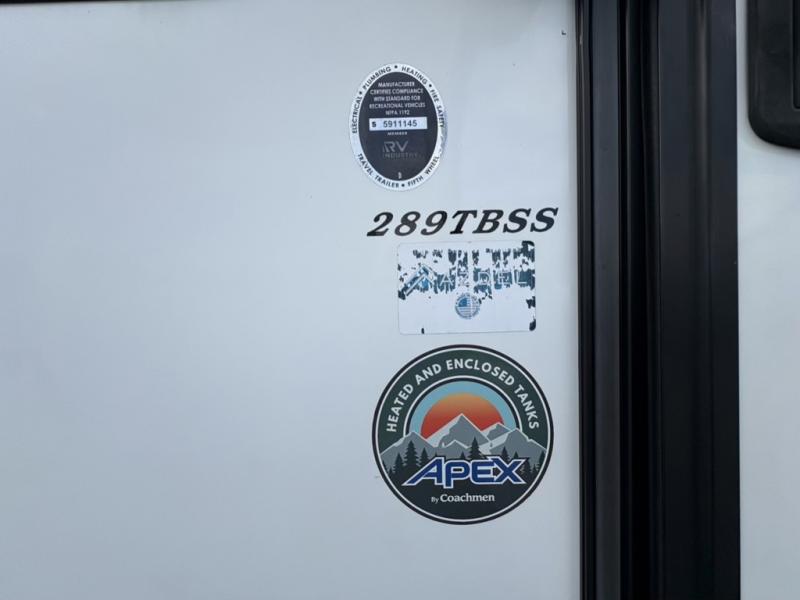 ELECTRICAL • PLUMBING • HEATING • FIRE SAFETY
MANUFACTURER
CERTIFIES COMPLIANCE
WITH STANDARD FOR
RECREATIONAL VEHICLES
NFPA 1192
S 5911145
MEMBER
RV
INDUSTRY
D
TRAVEL TRAILER • FIFTH WHEEL
289TBSS
AZDEL
HEATED AND ENCLOSED TANKS
APEX
By Coachmen